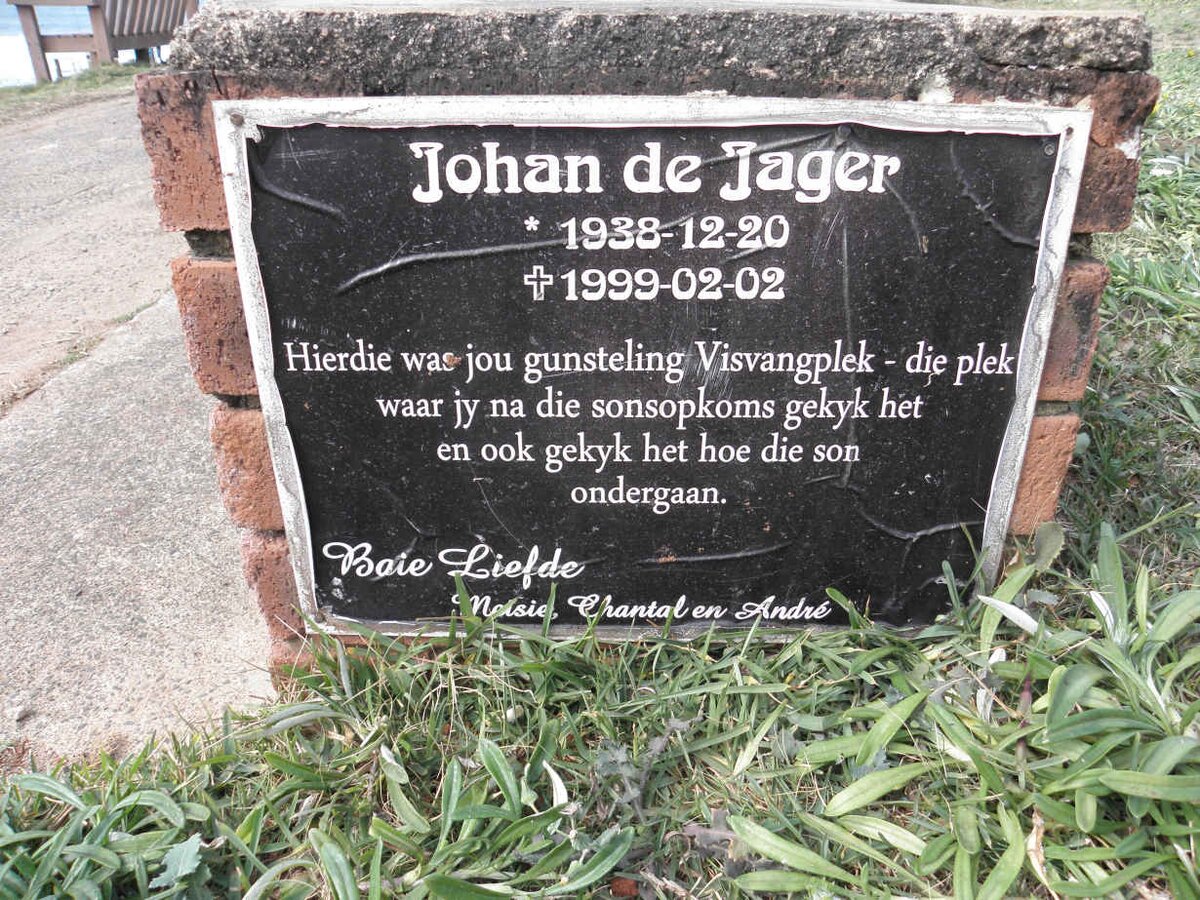 Johan de Jager
* 1938-12-20
✝ 1999-02-02
Hierdie was jou gunsteling Visvangplek - die plek
waar jy na die sonsopkoms gekyk het
en ook gekyk het hoe die son
ondergaan.
Baie Liefde
Maisie, Chantal en André